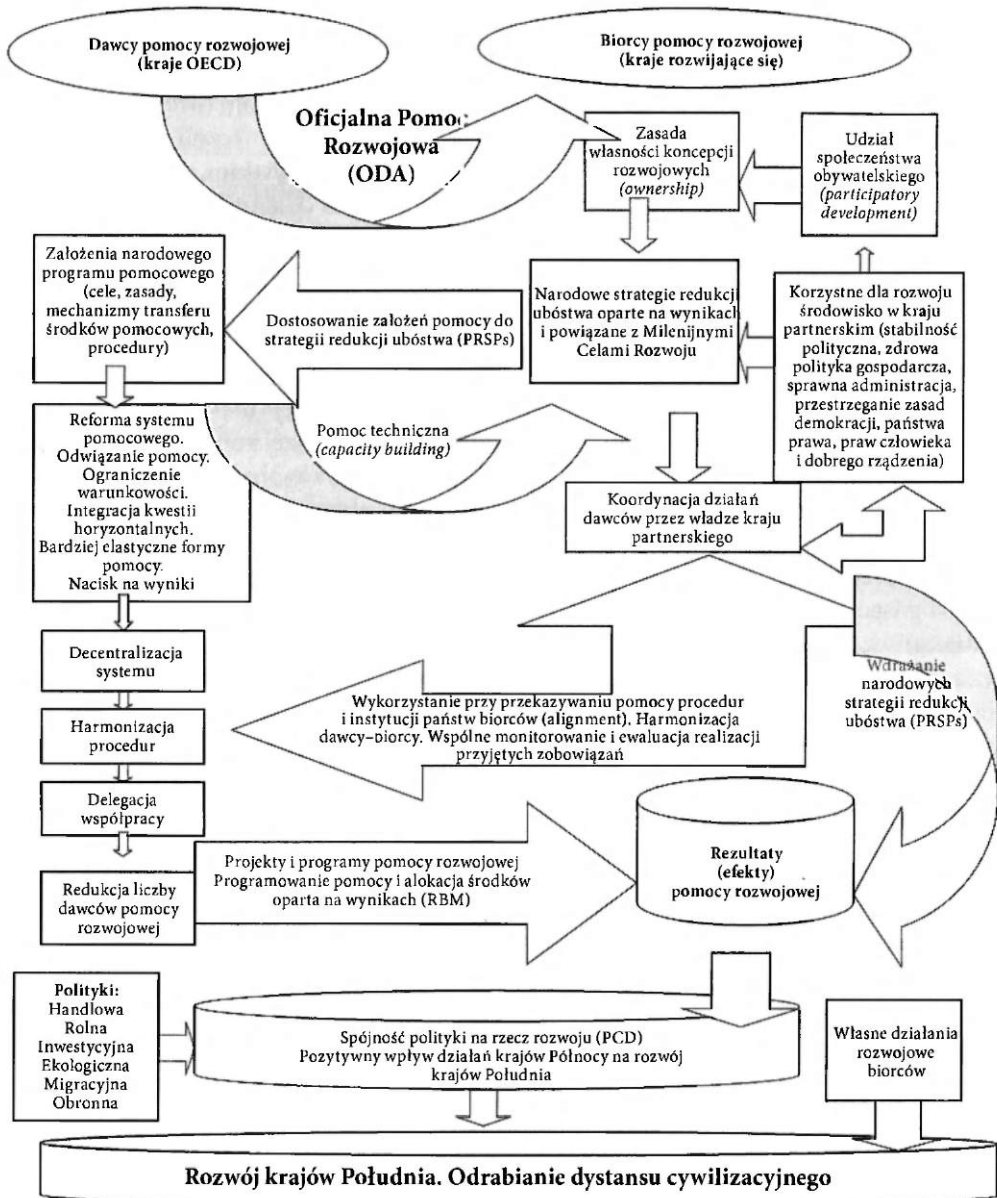 Dawcy pomocy rozwojowej
(kraje OECD)
Biorcy pomocy rozwojowej
(kraje rozwijające się)
Oficjalna Pomoc
Rozwojowa
(ODA)
Zasada
własności koncepcji
rozwojowych
(ownership)
Udział
społeczeństwa
obywatelskiego
(participatory
development)
Założenia narodowego
programu pomocowego
(cele, zasady,
mechanizmy transferu
środków pomocowych,
procedury)
Dostosowanie założeń pomocy do
strategii redukcji ubóstwa (PRSPs)
Narodowe strategie redukcji
ubóstwa oparte na wynikach
i powiązane z Milenijnymi
Celami Rozwoju
Korzystne dla rozwoju
środowisko w kraju
partnerskim (stabilność
polityczna, zdrowa
polityka gospodarcza,
sprawna administracja,
przestrzeganie zasad
demokracji, państwa
prawa, praw człowieka
i dobrego rządzenia)
Reforma systemu
pomocowego.
Odwiązanie pomocy.
Ograniczenie
warunkowości.
Integracja kwestii
horyzontalnych.
Bardziej elastyczne formy
pomocy.
Nacisk na wyniki
Pomoc techniczna
(capacity building)
Koordynacja działań
dawców przez władze kraju
partnerskiego
Decentralizacja
systemu
Harmonizacja
procedur
Delegacja
współpracy
Redukcja liczby
dawców pomocy
rozwojowej
Wykorzystanie przy przekazywaniu pomocy procedur
i instytucji państw biorców (alignment). Harmonizacja
dawcy–biorcy. Wspólne monitorowanie i ewaluacja realizacji
przyjętych zobowiązań
Wdrażanie
narodowych
strategii redukcji
ubóstwa (PRSPs)
Projekty i programy pomocy rozwojowej
Programowanie pomocy i alokacja środków
oparta na wynikach (RBM)
Rezultaty
(efekty)
pomocy rozwojowej
Polityki:
Handlowa
Rolna
Inwestycyjna
Ekologiczna
Migracyjna
Obronna
Spójność polityki na rzecz rozwoju (PCD)
Pozytywny wpływ działań krajów Północy na rozwój
krajów Południa
Własne działania
rozwojowe
biorców
Rozwój krajów Południa. Odrabianie dystansu cywilizacyjnego